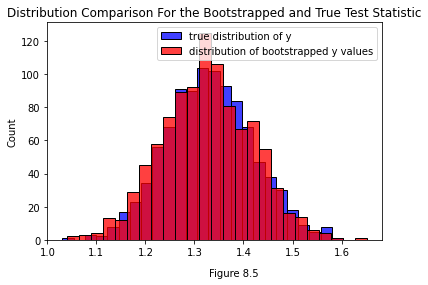 Distribution Comparison For the Bootstrapped and True Test Statistic
true distribution of y
distribution of bootstrapped y values
120
100
80
60
40
20
0
Count
1.0 1.1 1.2 1.3 1.4 1.5 1.6
Figure 8.5